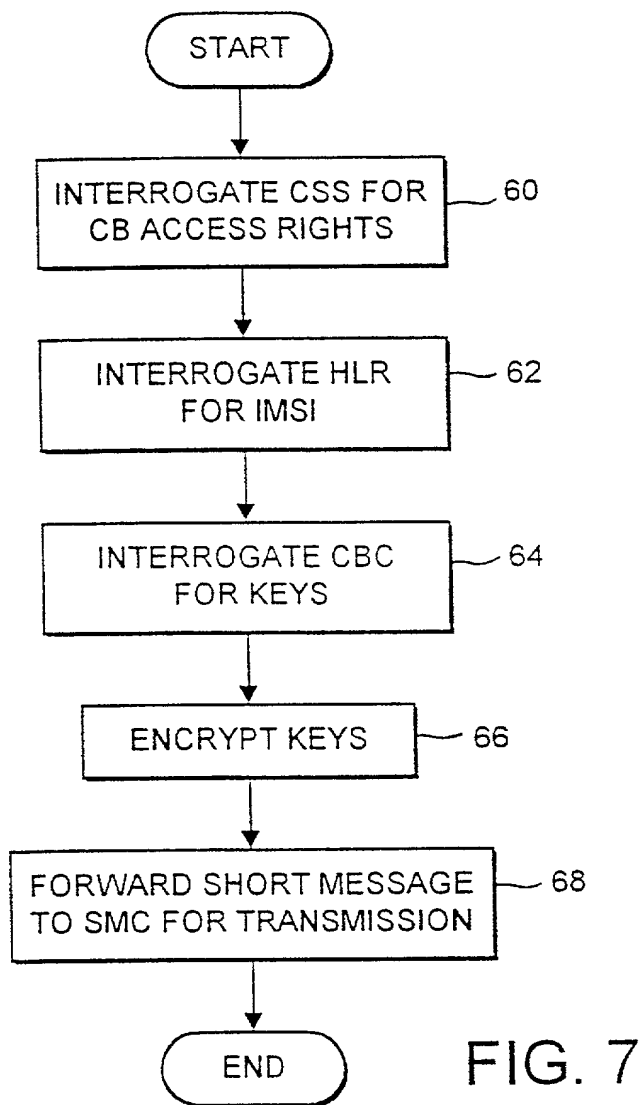 START
INTERROGATE CSS FOR
CB ACCESS RIGHTS
60
INTERROGATE HLR
FOR IMSI
62
INTERROGATE CBC
FOR KEYS
64
ENCRYPT KEYS
66
FORWARD SHORT MESSAGE
TO SMC FOR TRANSMISSION
68
END
FIG. 7